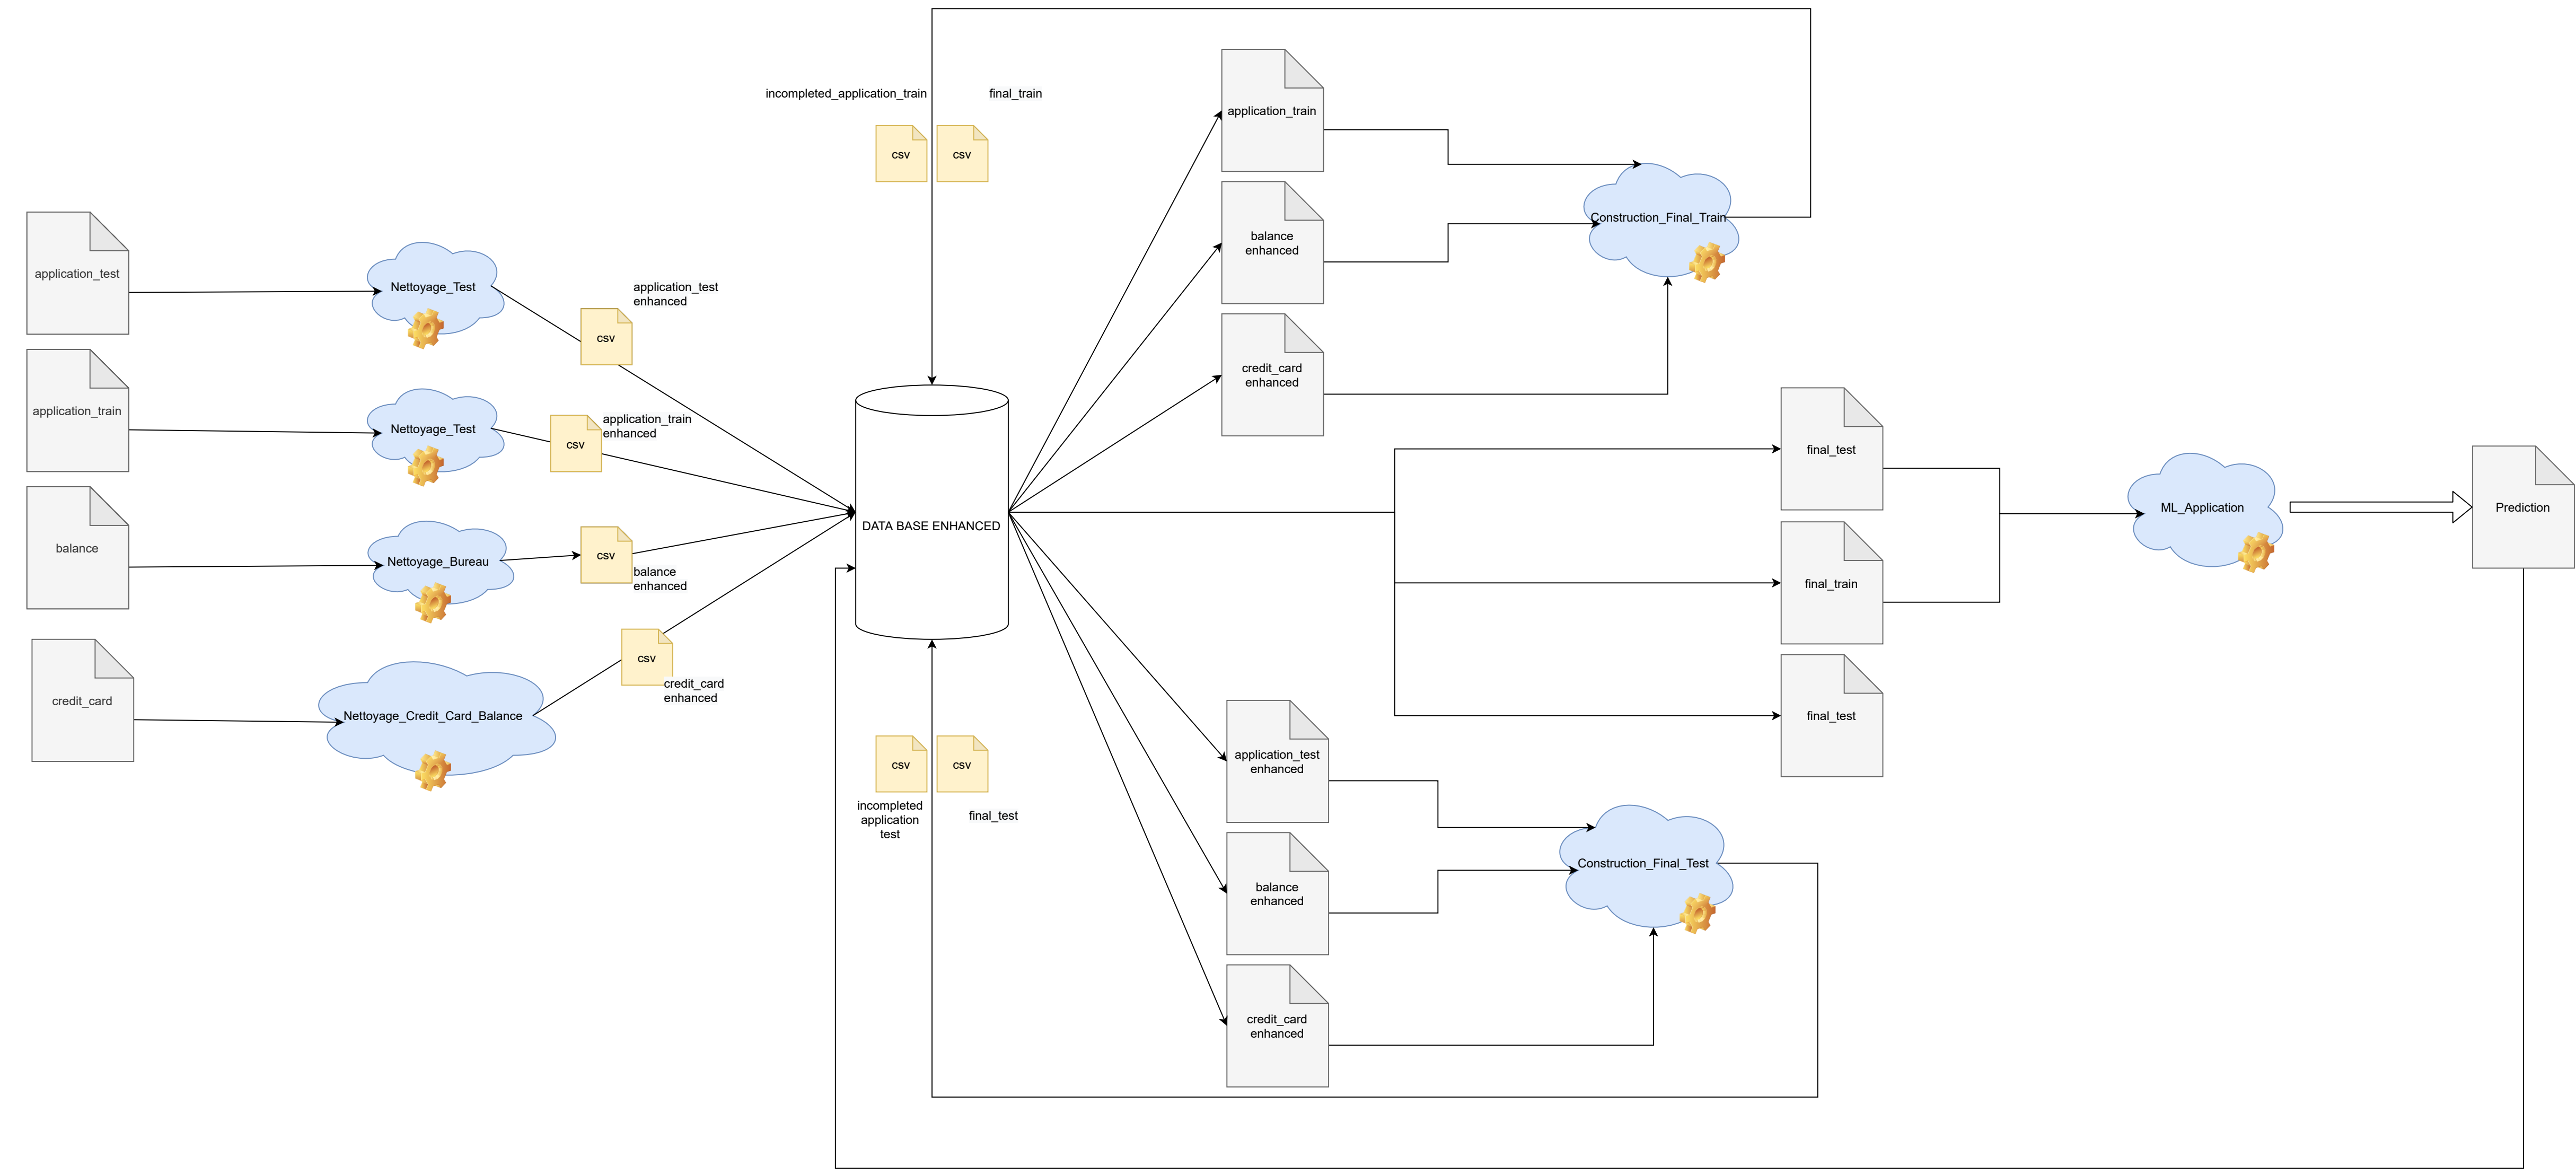 incompleted_application_train
final_train
csv
csv
application_train
balance
enhanced
credit_card
enhanced
Construction_Final_Train
application_test
Nettoyage_Test
application_test
enhanced
csv
application_train
Nettoyage_Test
application_train
enhanced
csv
balance
Nettoyage_Bureau
csv
balance
enhanced
credit_card
Nettoyage_Credit_Card_Balance
csv
credit_card
enhanced
DATA BASE ENHANCED
final_test
final_train
final_test
ML_Application
Prediction
csv
csv
incompleted
application
test
final_test
application_test
enhanced
balance
enhanced
credit_card
enhanced
Construction_Final_Test